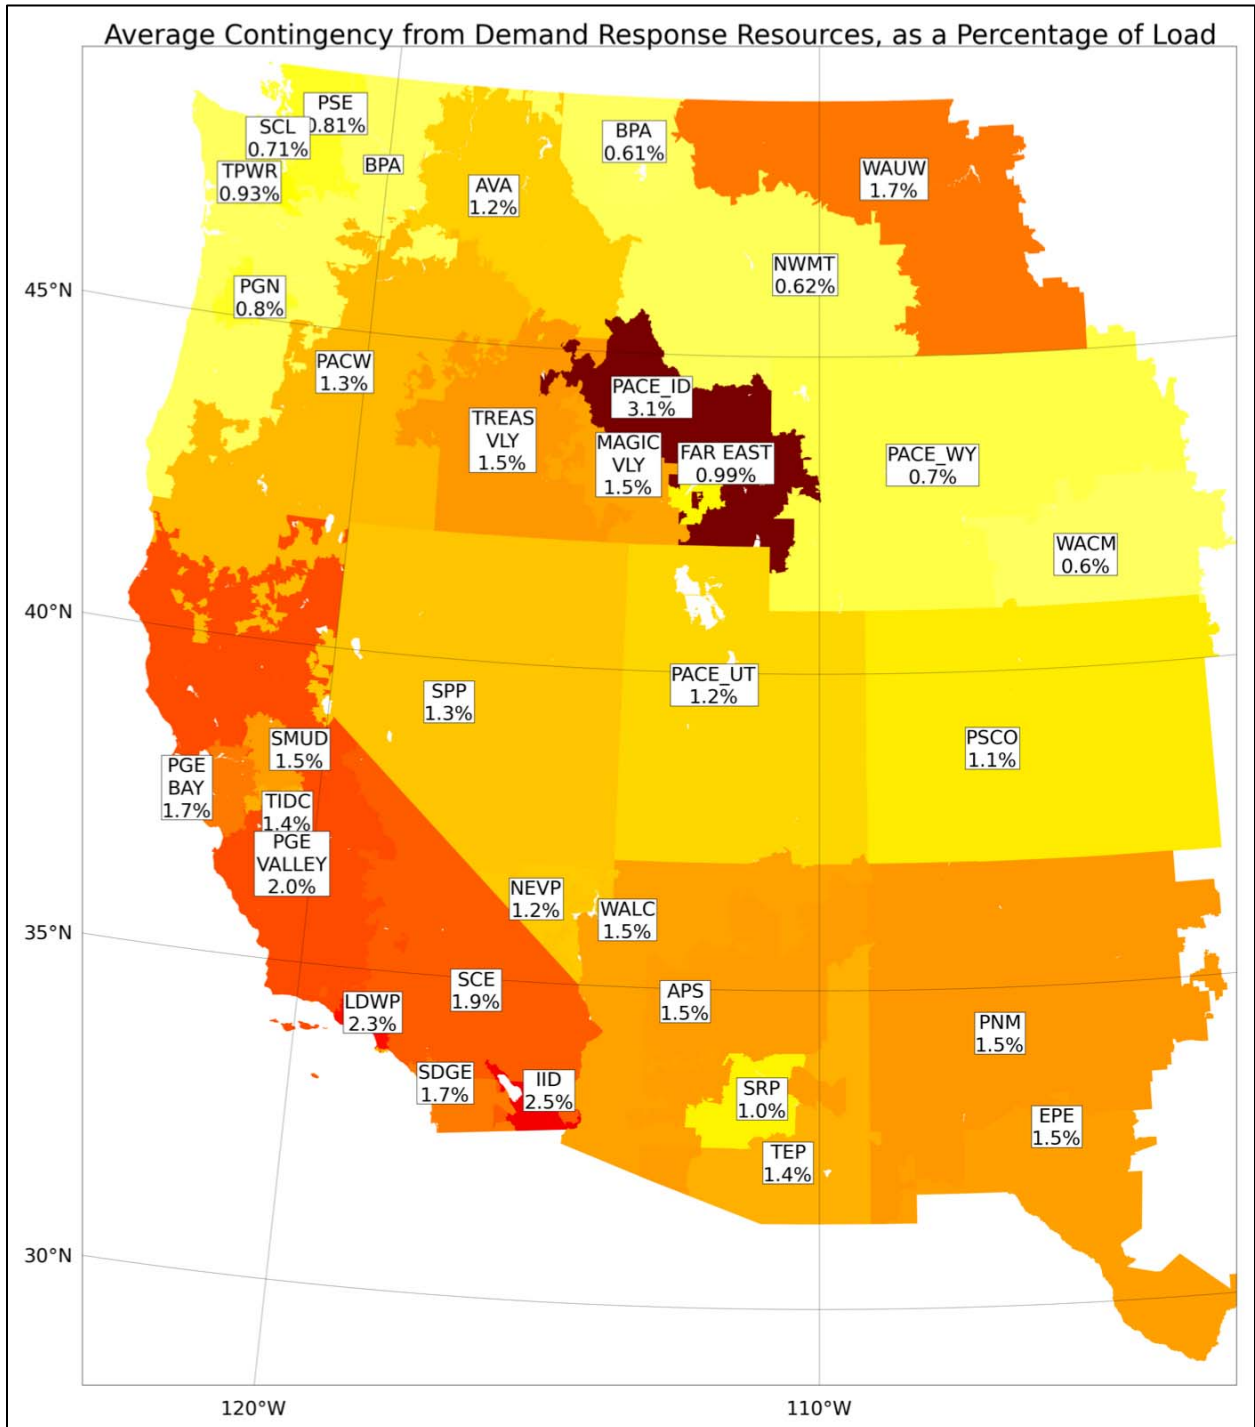 Average Contingency from Demand Response Resources, as a Percentage of Load
PSE
0.81%
SCL
0.71%
TPWR
0.93%
BPA
AVA
1.2%
BPA
0.61%
WAUW
1.7%
NWMT
0.62%
45°N
PGN
0.8%
PACW
1.3%
PACE_ID
3.1%
TREAS
VLY
1.5%
MAGIC
VLY
1.5%
FAR EAST
0.99%
PACE_WY
0.7%
WACM
0.6%
40°N
PACE_UT
1.2%
SPP
1.3%
SMUD
1.5%
PSCO
1.1%
PGE
BAY
1.7%
TIDC
1.4%
PGE
VALLEY
2.0%
NEVP
1.2%
WALC
1.5%
35°N
SCE
1.9%
APS
1.5%
LDWP
2.3%
PNM
1.5%
SDGE
1.7%
IID
2.5%
SRP
1.0%
EPE
1.5%
TEP
1.4%
30°N
120°W
110°W